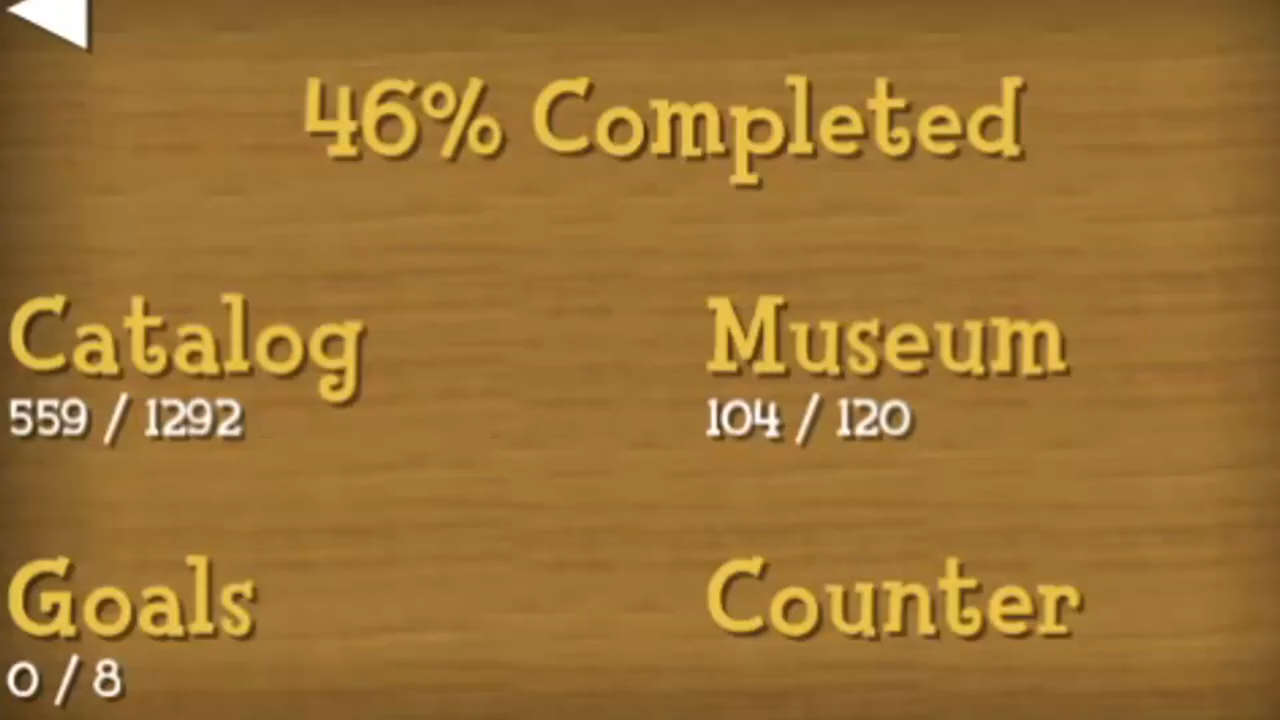 46% Completed
Catalog
559 / 1292
Museum
104 / 120
Goals
0 / 8
Counter